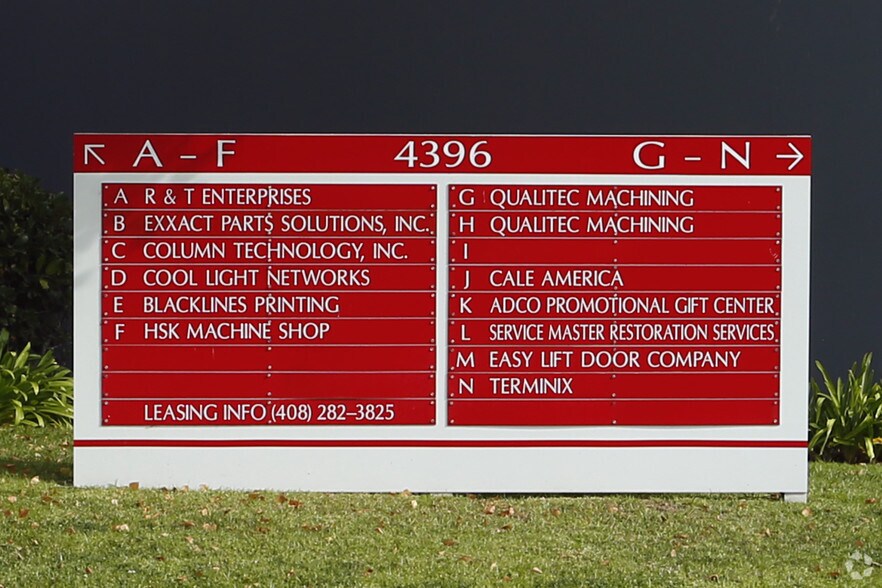 A – F 4396 G – N
A R & T ENTERPRISES
B EXXACT PARTS SOLUTIONS, INC.
C COLUMN TECHNOLOGY, INC.
D COOL LIGHT NETWORKS
E BLACKLINES PRINTING
F HSK MACHINE SHOP
LEASING INFO (408) 282–3825
G QUALITEC MACHINING
H QUALITEC MACHINING
I
J CALE AMERICA
K ADCO PROMOTIONAL GIFT CENTER
L SERVICE MASTER RESTORATION SERVICES
M EASY LIFT DOOR COMPANY
N TERMINIX